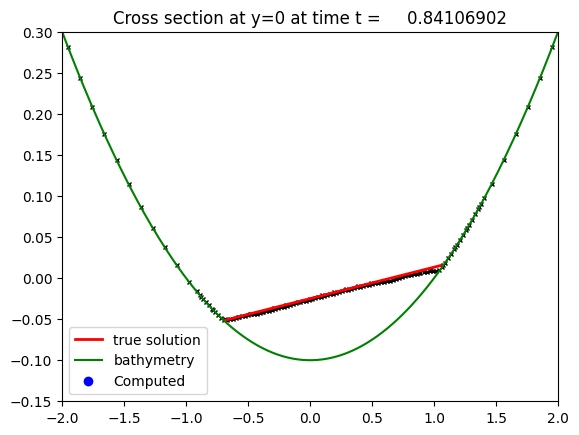 Cross section at y=0 at time t =     0.84106902
0.30
0.25
0.20
0.15
0.10
0.05
0.00
−0.05
−0.10
−0.15
true solution
bathymetry
Computed
−2.0 −1.5 −1.0 −0.5 0.0 0.5 1.0 1.5 2.0